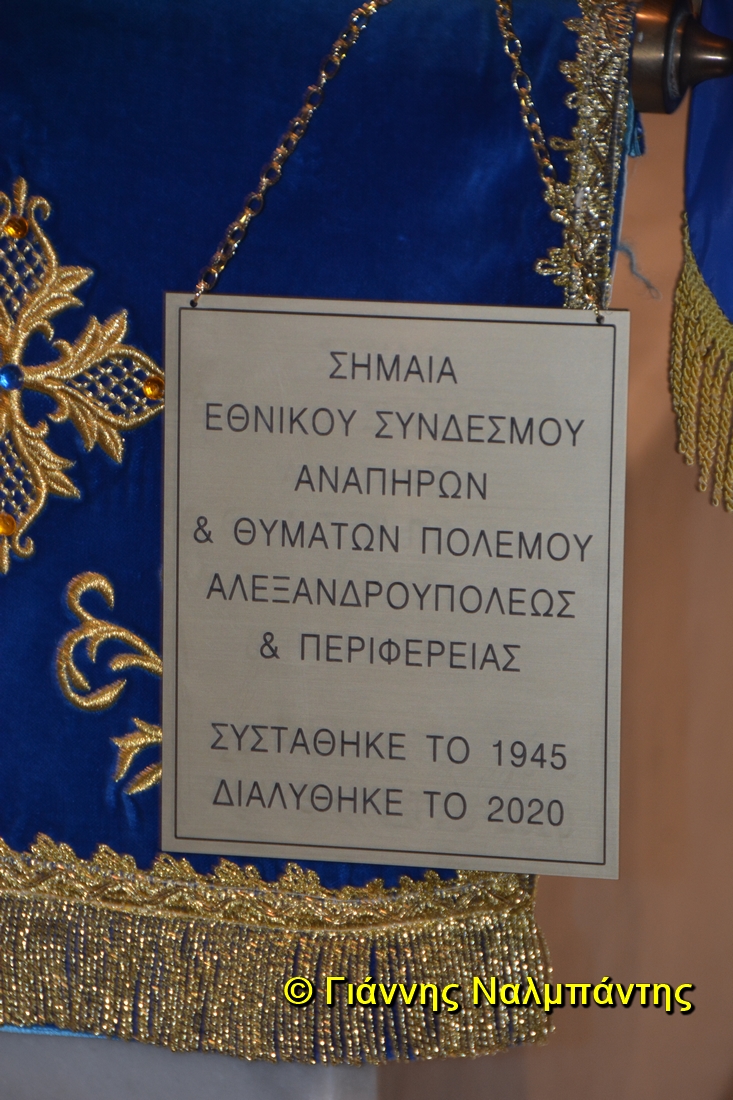 ΣΗΜΑΙΑ
ΕΘΝΙΚΟΥ ΣΥΝΔΕΣΜΟΥ
ΑΝΑΠΗΡΩΝ
& ΘΥΜΑΤΩΝ ΠΟΛΕΜΟΥ
ΑΛΕΞΑΝΔΡΟΥΠΟΛΕΩΣ
& ΠΕΡΙΦΕΡΕΙΑΣ
ΣΥΣΤΑΘΗΚΕ ΤΟ 1945
ΔΙΑΛΥΘΗΚΕ ΤΟ 2020
© Γιάννης Ναλμπάντης